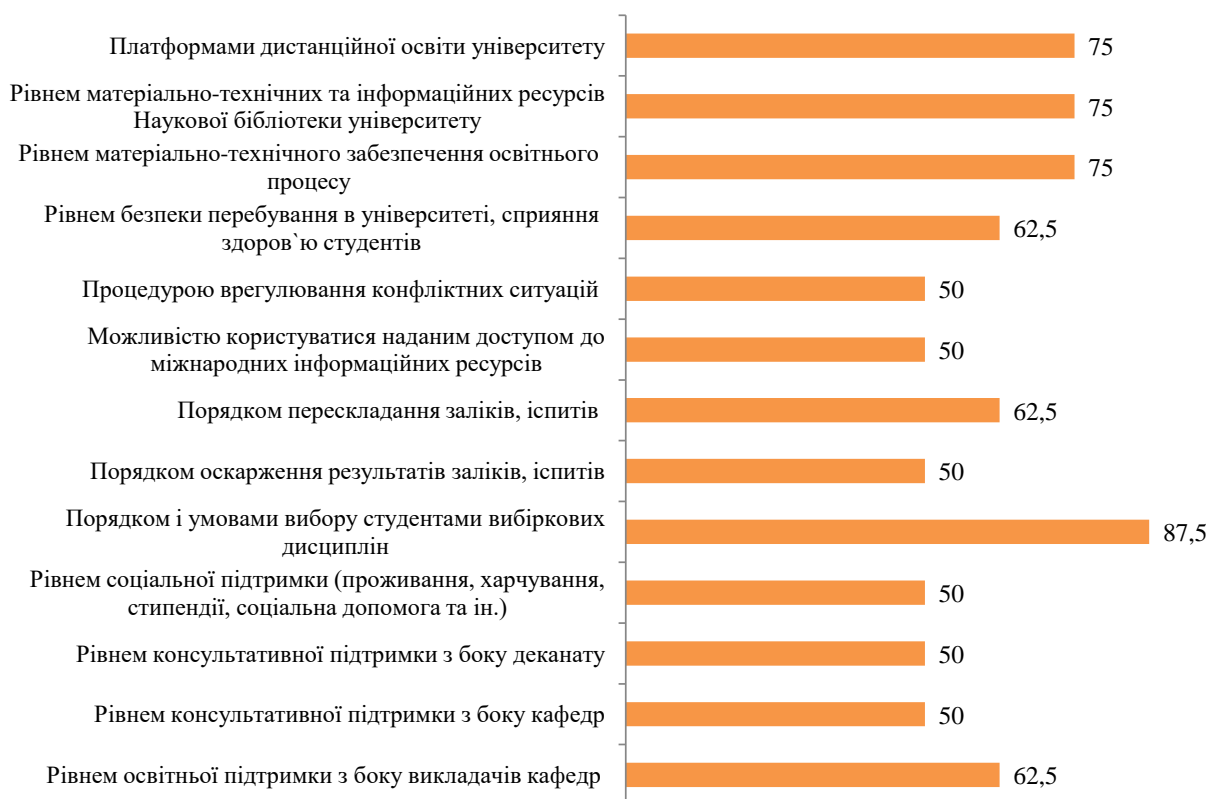 Платформами дистанційної освіти університету
75
Рівнем матеріально-технічних та інформаційних ресурсів
Наукової бібліотеки університету
75
Рівнем матеріально-технічного забезпечення освітнього
процесу
75
Рівнем безпеки перебування в університеті, сприяння
здоров`ю студентів
62,5
Процедурою врегулювання конфліктних ситуацій
50
Можливістю користуватися наданим доступом до
міжнародних інформаційних ресурсів
50
Порядком перескладання заліків, іспитів
62,5
Порядком оскарження результатів заліків, іспитів
50
Порядком і умовами вибору студентами вибіркових
дисциплін
87,5
Рівнем соціальної підтримки (проживання, харчування,
стипендії, соціальна допомога та ін.)
50
Рівнем консультативної підтримки з боку деканату
50
Рівнем консультативної підтримки з боку кафедр
50
Рівнем освітньої підтримки з боку викладачів кафедр
62,5